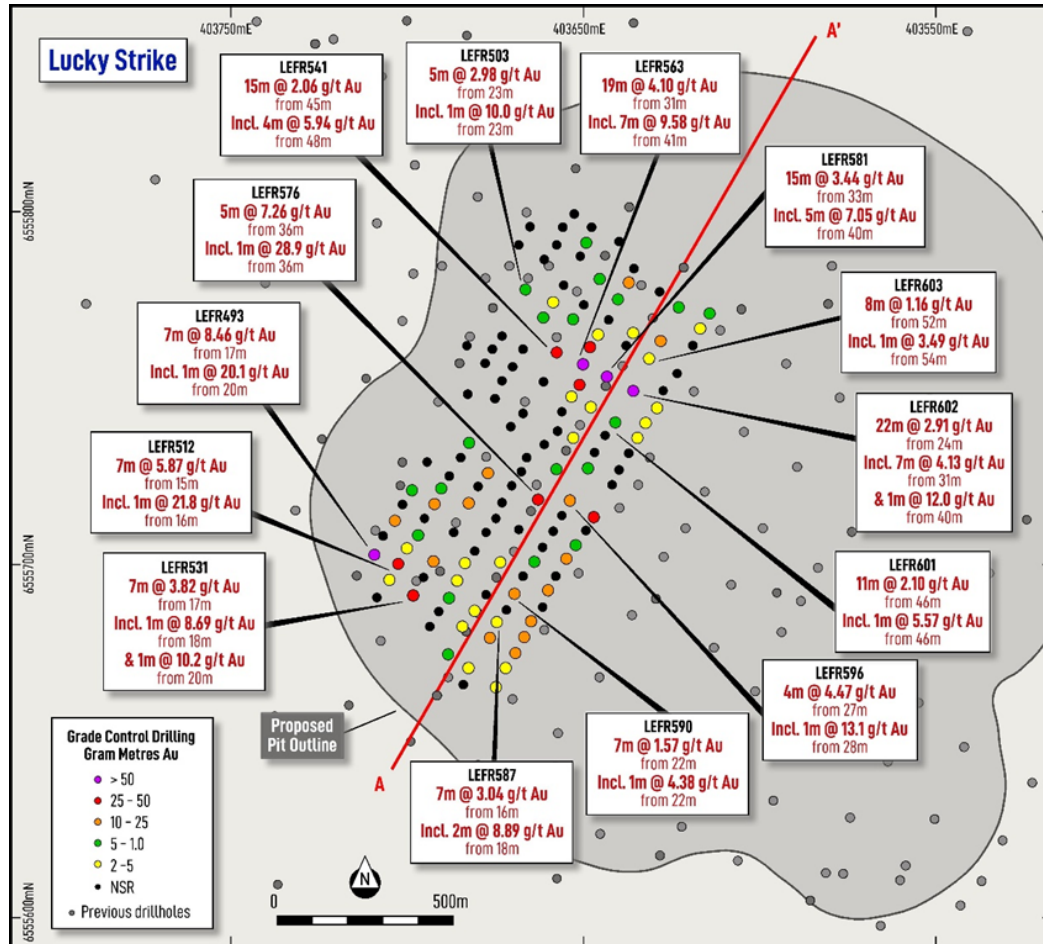 403750mE
403650mE
403550mE
Lucky Strike
A'
LEFR541
15m @ 2.06 g/t Au
from 45m
Incl. 4m @ 5.94 g/t Au
from 48m
LEFR503
5m @ 2.98 g/t Au
from 23m
Incl. 1m @ 10.0 g/t Au
from 23m
LEFR563
19m @ 4.10 g/t Au
from 31m
Incl. 7m @ 9.58 g/t Au
from 41m
LEFR581
15m @ 3.44 g/t Au
from 33m
Incl. 5m @ 7.05 g/t Au
from 40m
6555800mN
LEFR576
5m @ 7.26 g/t Au
from 36m
Incl. 1m @ 28.9 g/t Au
from 36m
LEFR603
8m @ 1.16 g/t Au
from 52m
Incl. 1m @ 3.49 g/t Au
from 54m
LEFR493
7m @ 8.46 g/t Au
from 17m
Incl. 1m @ 20.1 g/t Au
from 20m
LEFR602
22m @ 2.91 g/t Au
from 24m
Incl. 7m @ 4.13 g/t Au
from 31m
& 1m @ 12.0 g/t Au
from 40m
LEFR512
7m @ 5.87 g/t Au
from 15m
Incl. 1m @ 21.8 g/t Au
from 16m
6555700mN
LEFR531
7m @ 3.82 g/t Au
from 17m
Incl. 1m @ 8.69 g/t Au
from 18m
& 1m @ 10.2 g/t Au
from 20m
LEFR601
11m @ 2.10 g/t Au
from 46m
Incl. 1m @ 5.57 g/t Au
from 46m
LEFR596
4m @ 4.47 g/t Au
from 27m
Incl. 1m @ 13.1 g/t Au
from 28m
LEFR590
7m @ 1.57 g/t Au
from 22m
Incl. 1m @ 4.38 g/t Au
from 22m
LEFR587
7m @ 3.04 g/t Au
from 16m
Incl. 2m @ 8.89 g/t Au
from 18m
Proposed
Pit Outline
A
Grade Control Drilling
Gram Metres Au
> 50
25 - 50
10 - 25
5 - 1.0
2 - 5
NSR
Previous drillholes
N
0
500m
6555600mN